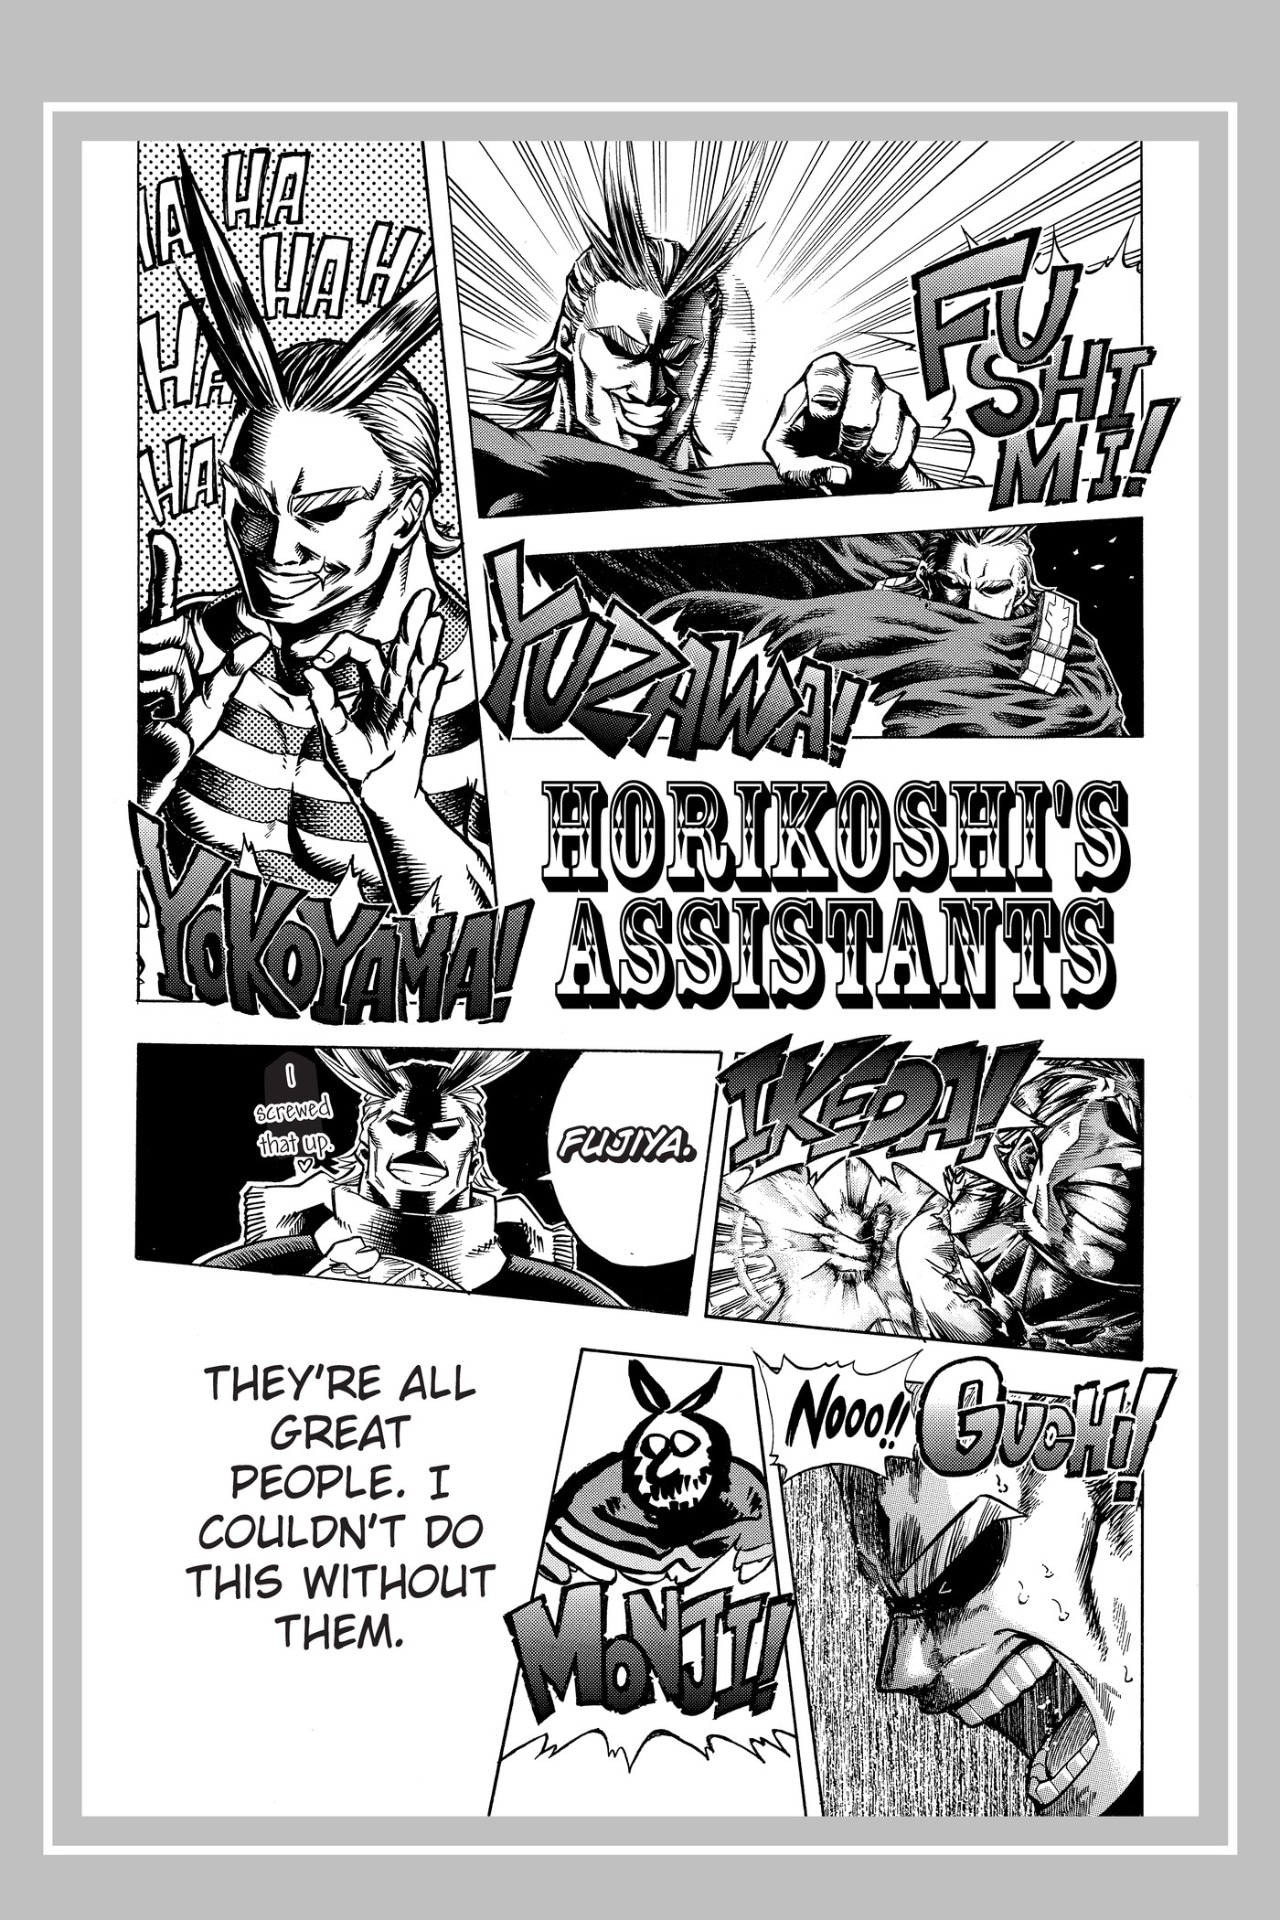 HA
HA
HA
HAH
HA
HA
HA
HA
FU
SHI
MI!
YUZAWA!
YOKOYAMA!
HORIKOSHI'S
ASSISTANTS
I
screwed
that up.
FUJIYA.
IKEDA!
THEY'RE ALL
GREAT
PEOPLE. I
COULDN'T DO
THIS WITHOUT
THEM.
MONJI!
NOOO!!
GUCHI!